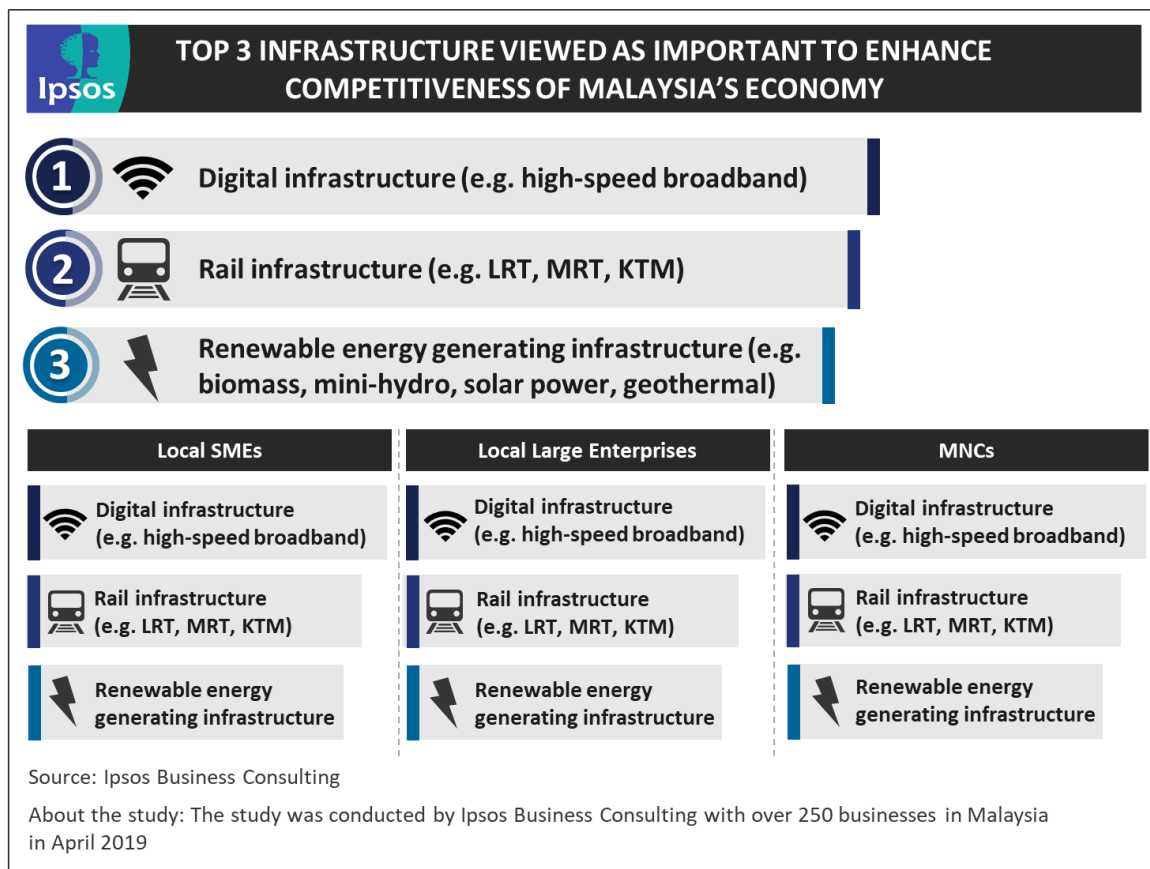 Ipsos
TOP 3 INFRASTRUCTURE VIEWED AS IMPORTANT TO ENHANCE
COMPETITIVENESS OF MALAYSIA'S ECONOMY
1
Digital infrastructure (e.g. high-speed broadband)
2
Rail infrastructure (e.g. LRT, MRT, KTM)
3
Renewable energy generating infrastructure (e.g.
biomass, mini-hydro, solar power, geothermal)
Local SMEs
Digital infrastructure
(e.g. high-speed broadband)
Rail infrastructure
(e.g. LRT, MRT, KTM)
Renewable energy
generating infrastructure
Local Large Enterprises
Digital infrastructure
(e.g. high-speed broadband)
Rail infrastructure
(e.g. LRT, MRT, KTM)
Renewable energy
generating infrastructure
MNCs
Digital infrastructure
(e.g. high-speed broadband)
Rail infrastructure
(e.g. LRT, MRT, KTM)
Renewable energy
generating infrastructure
Source: Ipsos Business Consulting
About the study: The study was conducted by Ipsos Business Consulting with over 250 businesses in Malaysia
in April 2019